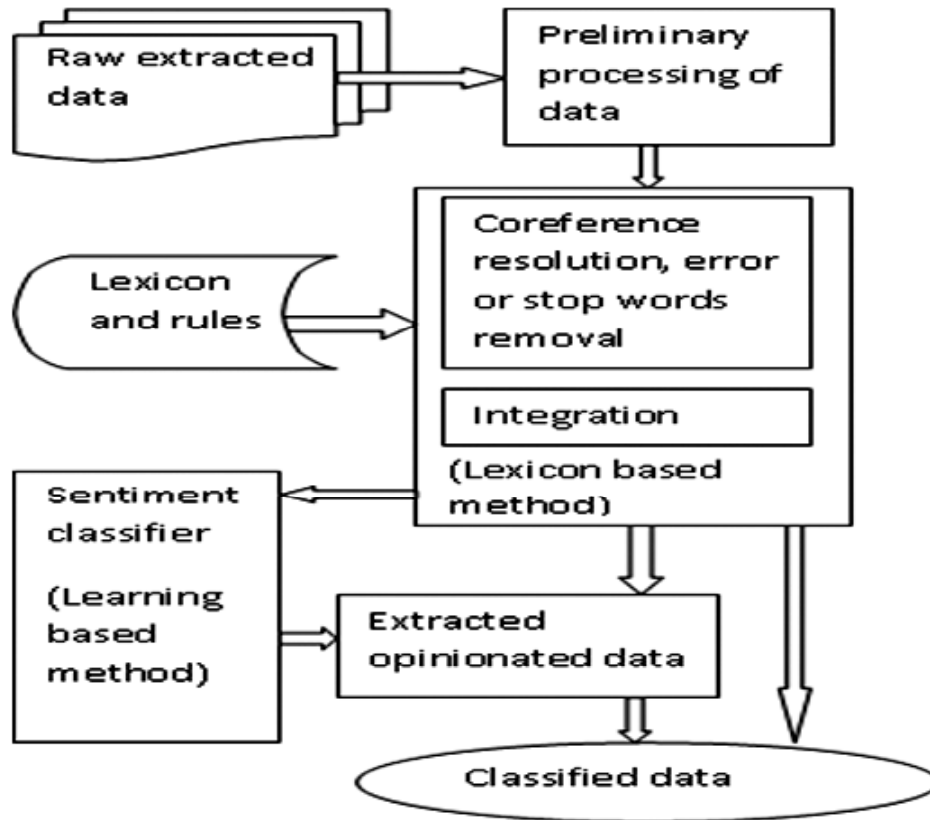 Raw extracted
data
Preliminary
processing of
data
Coreference
resolution, error
or stop words
removal
Lexicon
and rules
Integration
(Lexicon based
method)
Sentiment
classifier
(Learning
based
method)
Extracted
opinionated data
Classified data